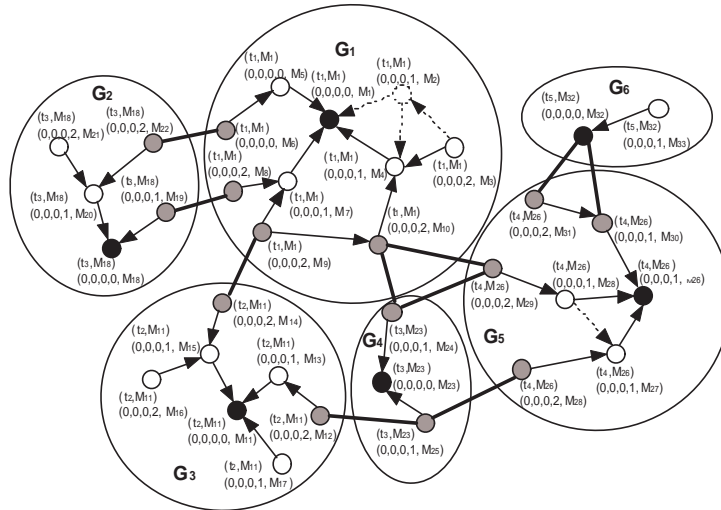 G1
(t1,M1)
(0,0,0,0, M5)
(t1,M1)
(0,0,0,0, M1)
(t1,M1)
(0,0,0,1, M2)
G2
(t3,M18)
(0,0,0,2, M21)
(t3,M18)
(0,0,0,2, M22)
(t1,M1)
(0,0,0,0, M6)
(t1,M1)
(0,0,0,2, M8)
(t1,M1)
(0,0,0,1, M4)
(t1,M1)
(0,0,0,2, M3)
G6
(t5,M32)
(0,0,0,0, M32)
(t5,M32)
(0,0,0,1, M33)
(t3,M18)
(0,0,0,1, M20)
(t3,M18)
(0,0,0,1, M19)
(t1,M1)
(0,0,0,1, M7)
(t1,M1)
(0,0,0,2, M10)
(t4,M26)
(0,0,0,2, M31)
(t4,M26)
(0,0,0,1, M30)
(t3,M18)
(0,0,0,0, M18)
(t1,M1)
(0,0,0,2, M9)
(t4,M26)
(0,0,0,2, M29)
(t4,M26)
(0,0,0,1, M28)
(t4,M26)
(0,0,0,1, M26)
(t2,M11)
(0,0,0,2, M14)
(t2,M11)
(0,0,0,1, M15)
(t2,M11)
(0,0,0,1, M13)
G4
(t3,M23)
(0,0,0,1, M24)
G5
(t2,M11)
(0,0,0,2, M16)
(t3,M23)
(0,0,0,0, M23)
(t4,M26)
(0,0,0,2, M28)
(t4,M26)
(0,0,0,1, M27)
(t2,M11)
(0,0,0,0, M11)
(t2,M11)
(0,0,0,2, M12)
(t3,M23)
(0,0,0,1, M25)
G3
(t2,M11)
(0,0,0,1, M17)